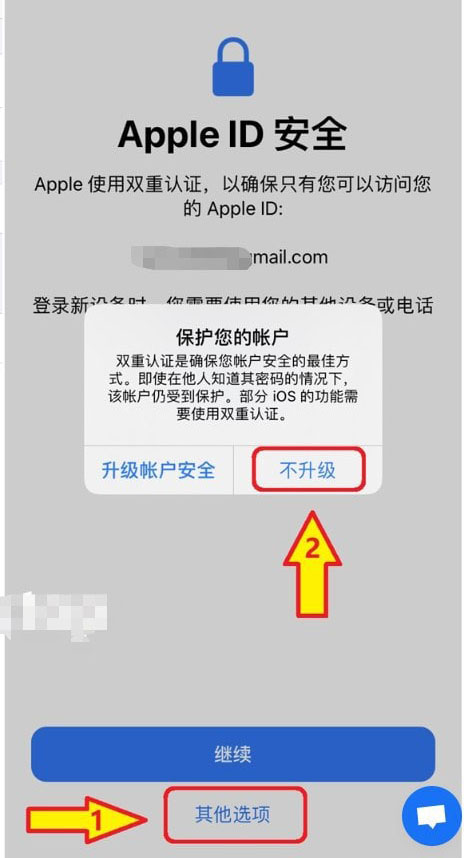 Apple ID 安全
Apple 使用双重认证，以确保只有您可以访问您
的 Apple ID:
mail.com
登录新设备时，您需要使用您的其他设备或电话
保护您的帐户
双重认证是确保您帐户安全的最佳方
式。即使在他人知道其密码的情况下，
该帐户仍受到保护。部分 iOS 的功能需
要使用双重认证。
升级帐户安全
不升级
2
继续
1
其他选项